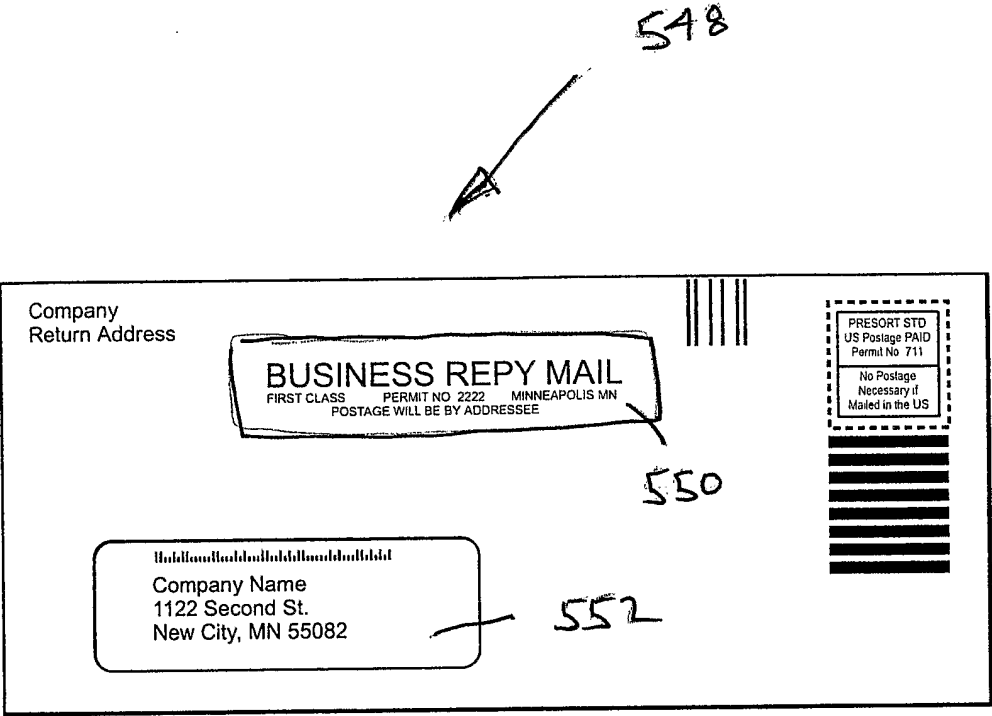 548
Company
Return Address
BUSINESS REPY MAIL
FIRST CLASS PERMIT NO 2222 MINNEAPOLIS MN
POSTAGE WILL BE BY ADDRESSEE
PRESORT STD
US Postage PAID
Permit No 711
No Postage
Necessary if
Mailed in the US
550
Company Name
1122 Second St.
New City, MN 55082
552